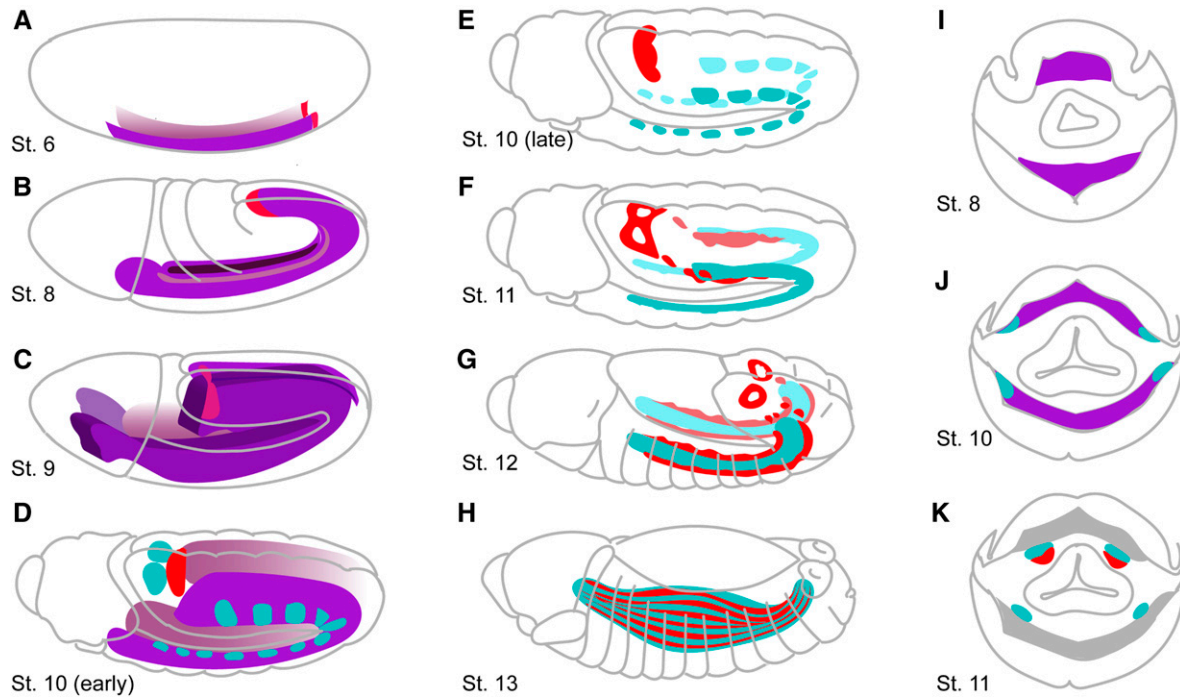 A
St. 6
B
St. 8
C
St. 9
D
St. 10 (early)
E
St. 10 (late)
F
St. 11
G
St. 12
H
St. 13
I
St. 8
J
St. 10
K
St. 11